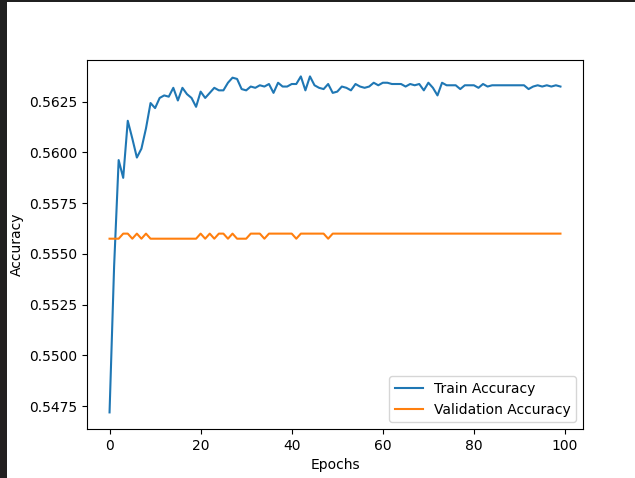 0.5625
0.5600
0.5575
0.5550
0.5525
0.5500
0.5475
Accuracy
Train Accuracy
Validation Accuracy
0 20 40 60 80 100
Epochs